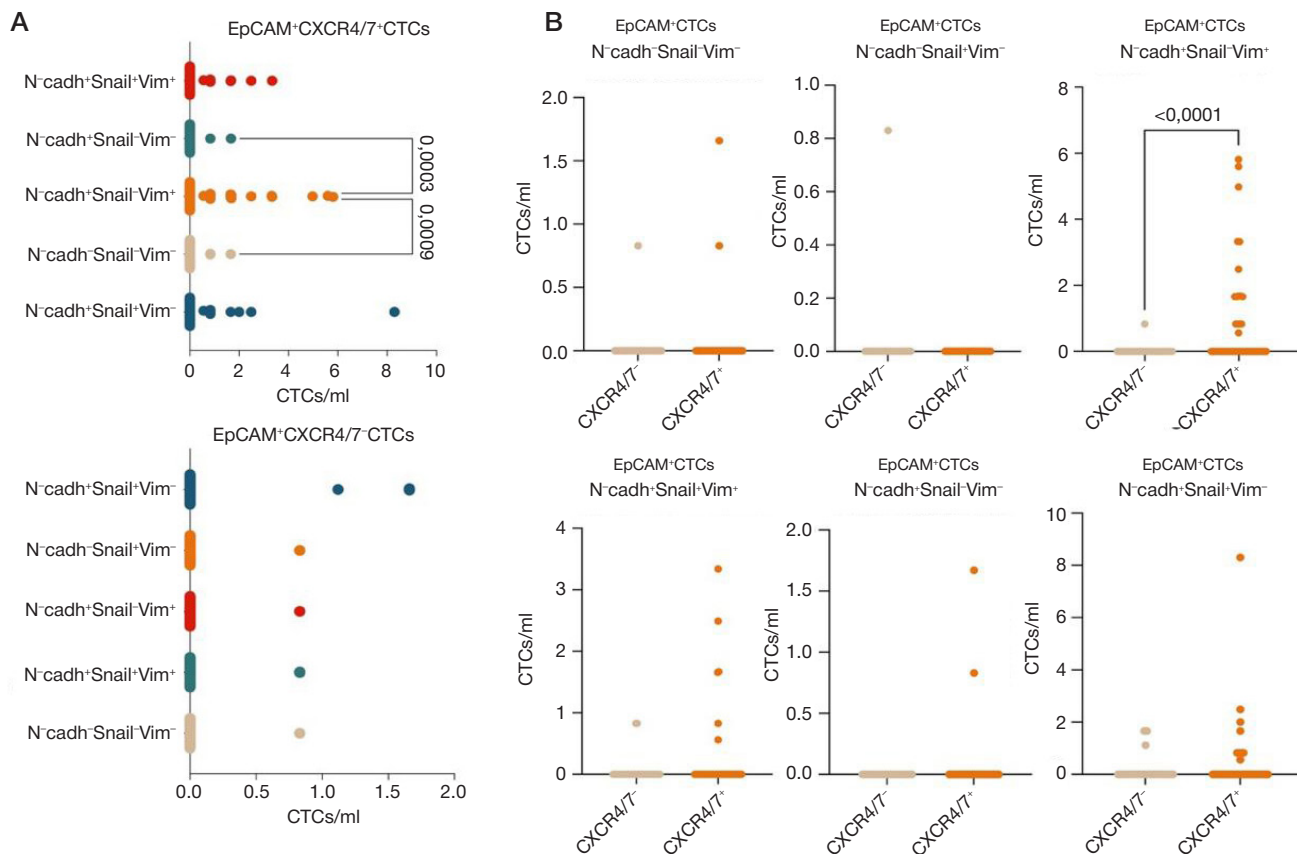 A
EpCAM⁺CXCR4/7⁺CTCs
N⁻cadh⁺Snail⁺Vim⁺
N⁻cadh⁺Snail⁻Vim⁻
N⁻cadh⁺Snail⁻Vim⁺
N⁻cadh⁻Snail⁻Vim⁻
N⁻cadh⁺Snail⁺Vim⁻
0,0003
0,0009
0 2 4 6 8 10
CTCs/ml
EpCAM⁺CXCR4/7⁻CTCs
N⁻cadh⁺Snail⁺Vim⁻
N⁻cadh⁻Snail⁺Vim⁻
N⁻cadh⁺Snail⁻Vim⁺
N⁻cadh⁺Snail⁺Vim⁺
N⁻cadh⁻Snail⁻Vim⁻
0.0 0.5 1.0 1.5 2.0
CTCs/ml
B
EpCAM⁺CTCs
N⁻cadh⁻Snail⁻Vim⁻
2.0
1.5
1.0
0.5
0.0
CTCs/ml
CXCR4/7⁻
CXCR4/7⁺
EpCAM⁺CTCs
N⁻cadh⁻Snail⁺Vim⁻
1.0
0.8
0.6
0.4
0.2
0.0
CTCs/ml
CXCR4/7⁻
CXCR4/7⁺
EpCAM⁺CTCs
N⁻cadh⁺Snail⁻Vim⁺
<0,0001
8
6
4
2
0
CTCs/ml
CXCR4/7⁻
CXCR4/7⁺
EpCAM⁺CTCs
N⁻cadh⁺Snail⁺Vim⁺
4
3
2
1
0
CTCs/ml
CXCR4/7⁻
CXCR4/7⁺
EpCAM⁺CTCs
N⁻cadh⁺Snail⁻Vim⁻
2.0
1.5
1.0
0.5
0.0
CTCs/ml
CXCR4/7⁻
CXCR4/7⁺
EpCAM⁺CTCs
N⁻cadh⁺Snail⁺Vim⁻
10
8
6
4
2
0
CTCs/ml
CXCR4/7⁻
CXCR4/7⁺